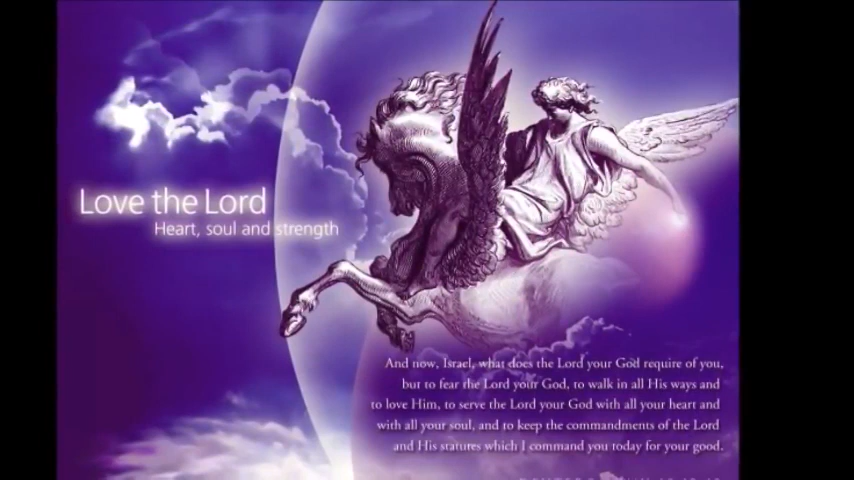 Love the Lord
Heart, soul and strength
And now, Israel, what does the Lord your God require of you,
but to fear the Lord your God, to walk in all His ways and
to love Him, to serve the Lord your God with all your heart and
with all your soul, and to keep the commandments of the Lord
and His statutes which I command you today for your good.